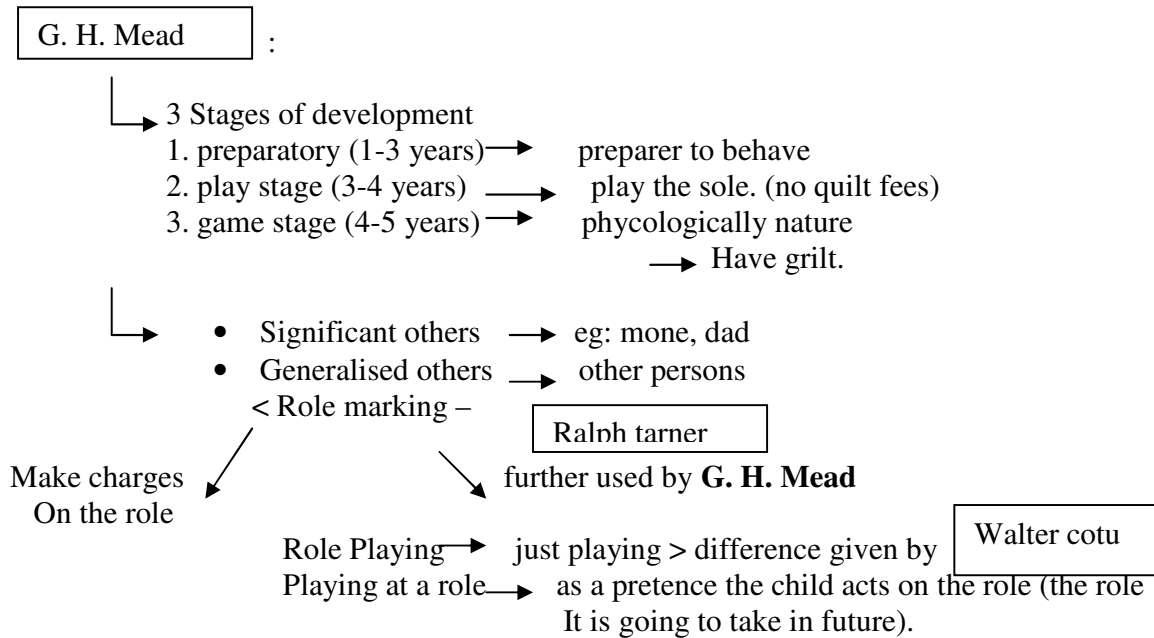 G. H. Mead :
3 Stages of development
1. preparatory (1-3 years) → preparer to behave
2. play stage (3-4 years) → play the sole. (no quilt fees)
3. game stage (4-5 years) → phycologically nature
→ Have grilt.
• Significant others → eg: mone, dad
• Generalised others → other persons
< Role marking –
Ralph tarner
Make charges
On the role
further used by G. H. Mead
Role Playing → just playing > difference given by Walter cotu
Playing at a role → as a pretence the child acts on the role (the role
It is going to take in future).